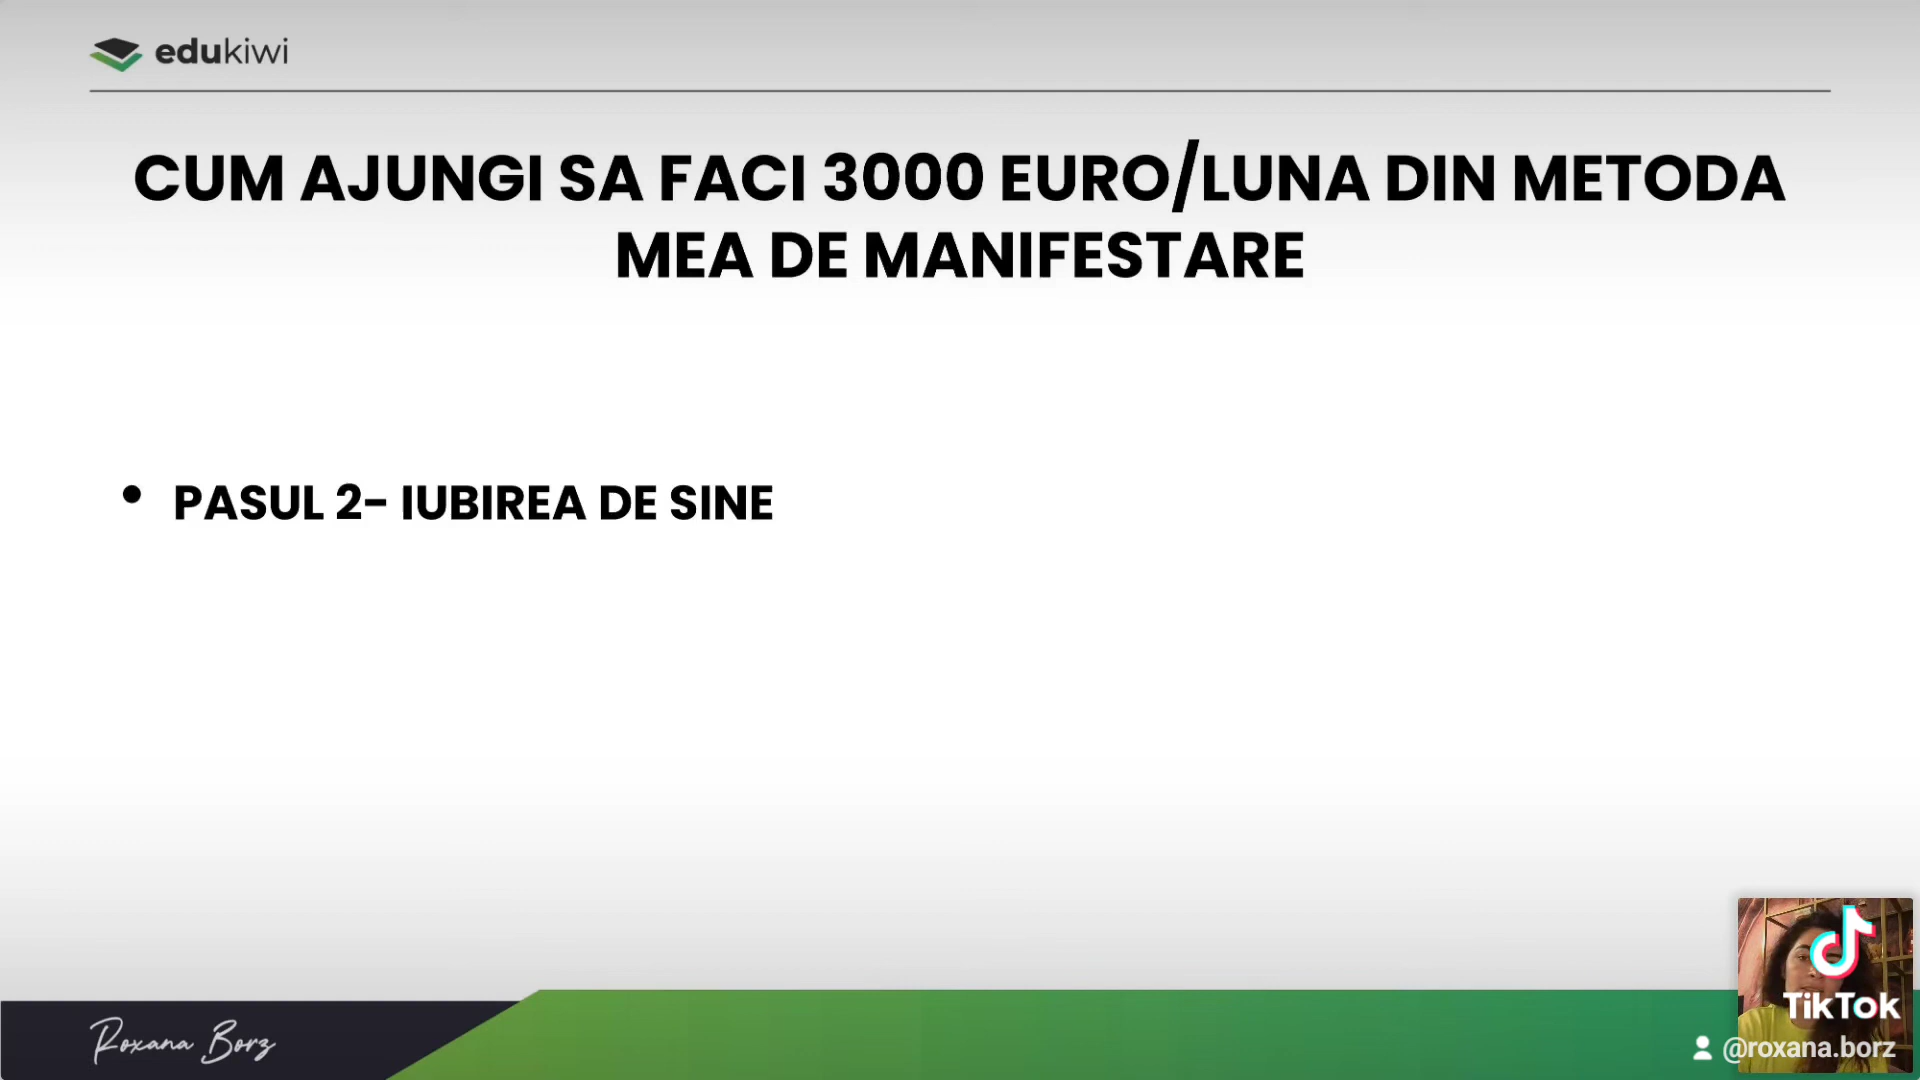 edukiwi
CUM AJUNGI SA FACI 3000 EURO/LUNA DIN METODA
MEA DE MANIFESTARE
• PASUL 2- IUBIREA DE SINE
Roxana Borz
TikTok
@roxana.borz